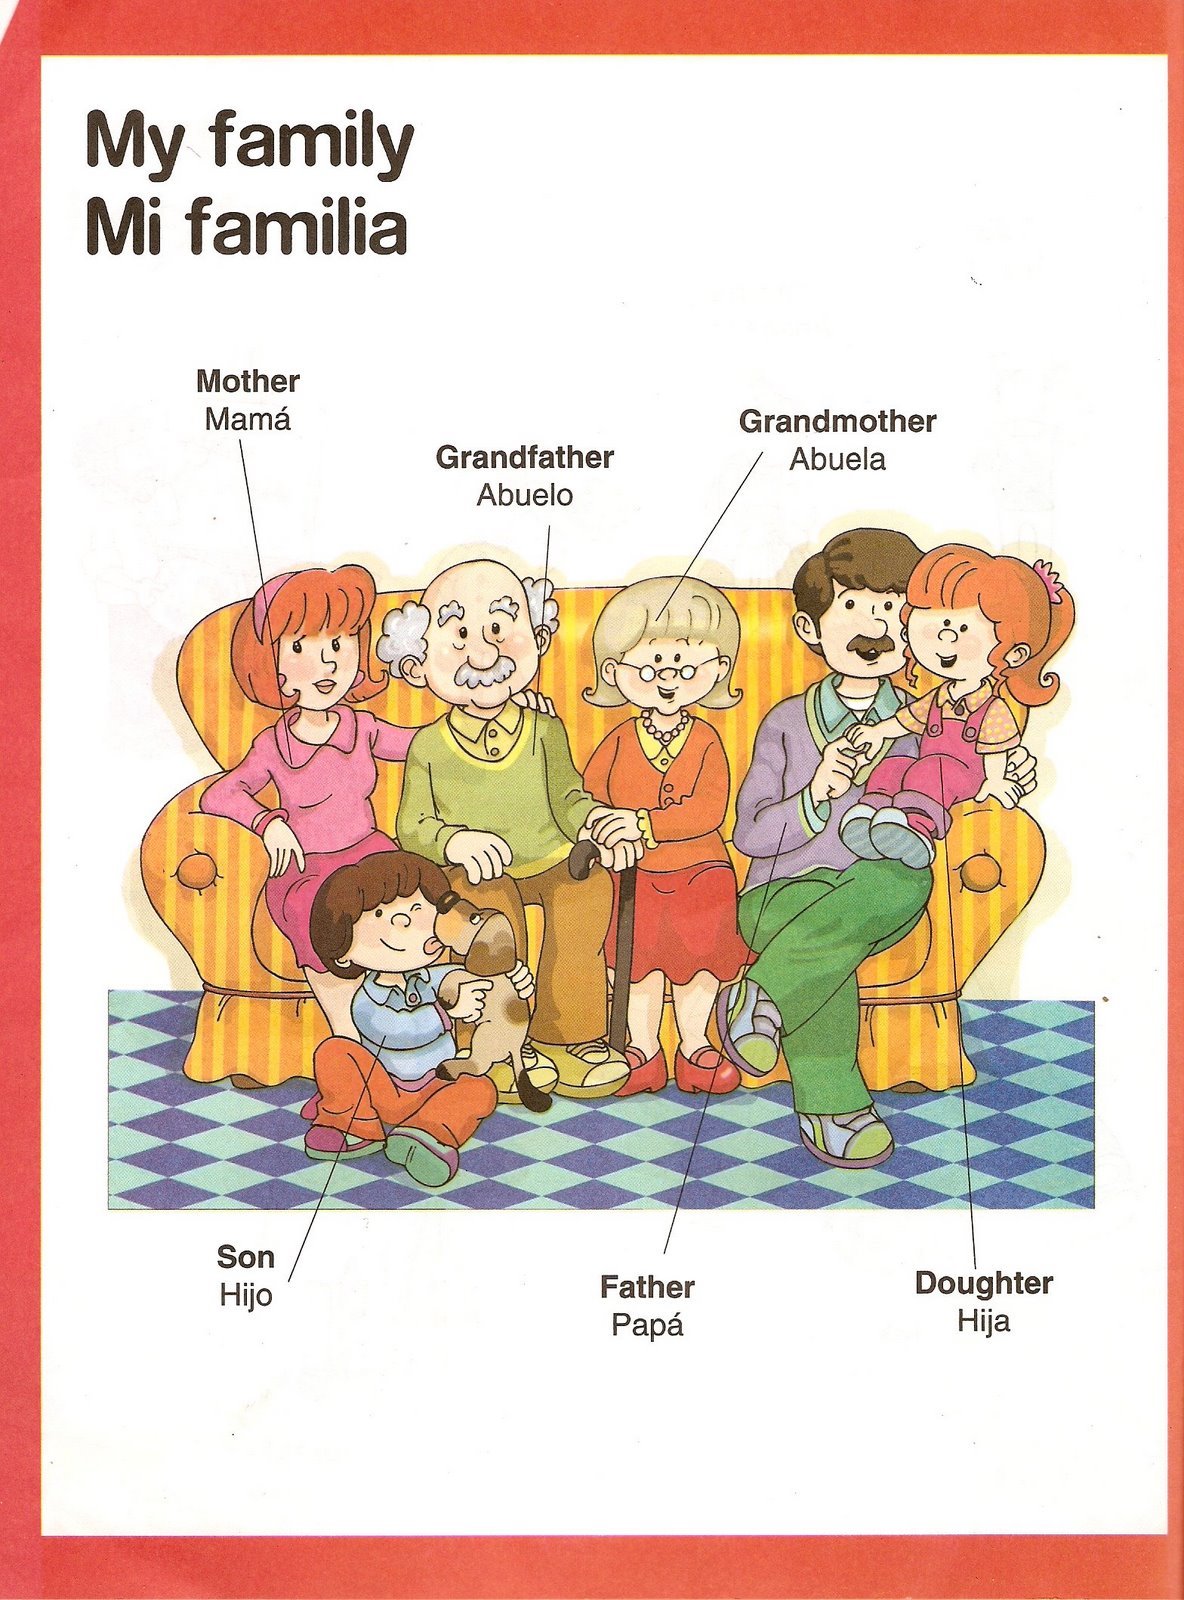 My family
Mi familia
Mother
Mamá
Grandfather
Abuelo
Grandmother
Abuela
Son
Hijo
Father
Papá
Doughter
Hija